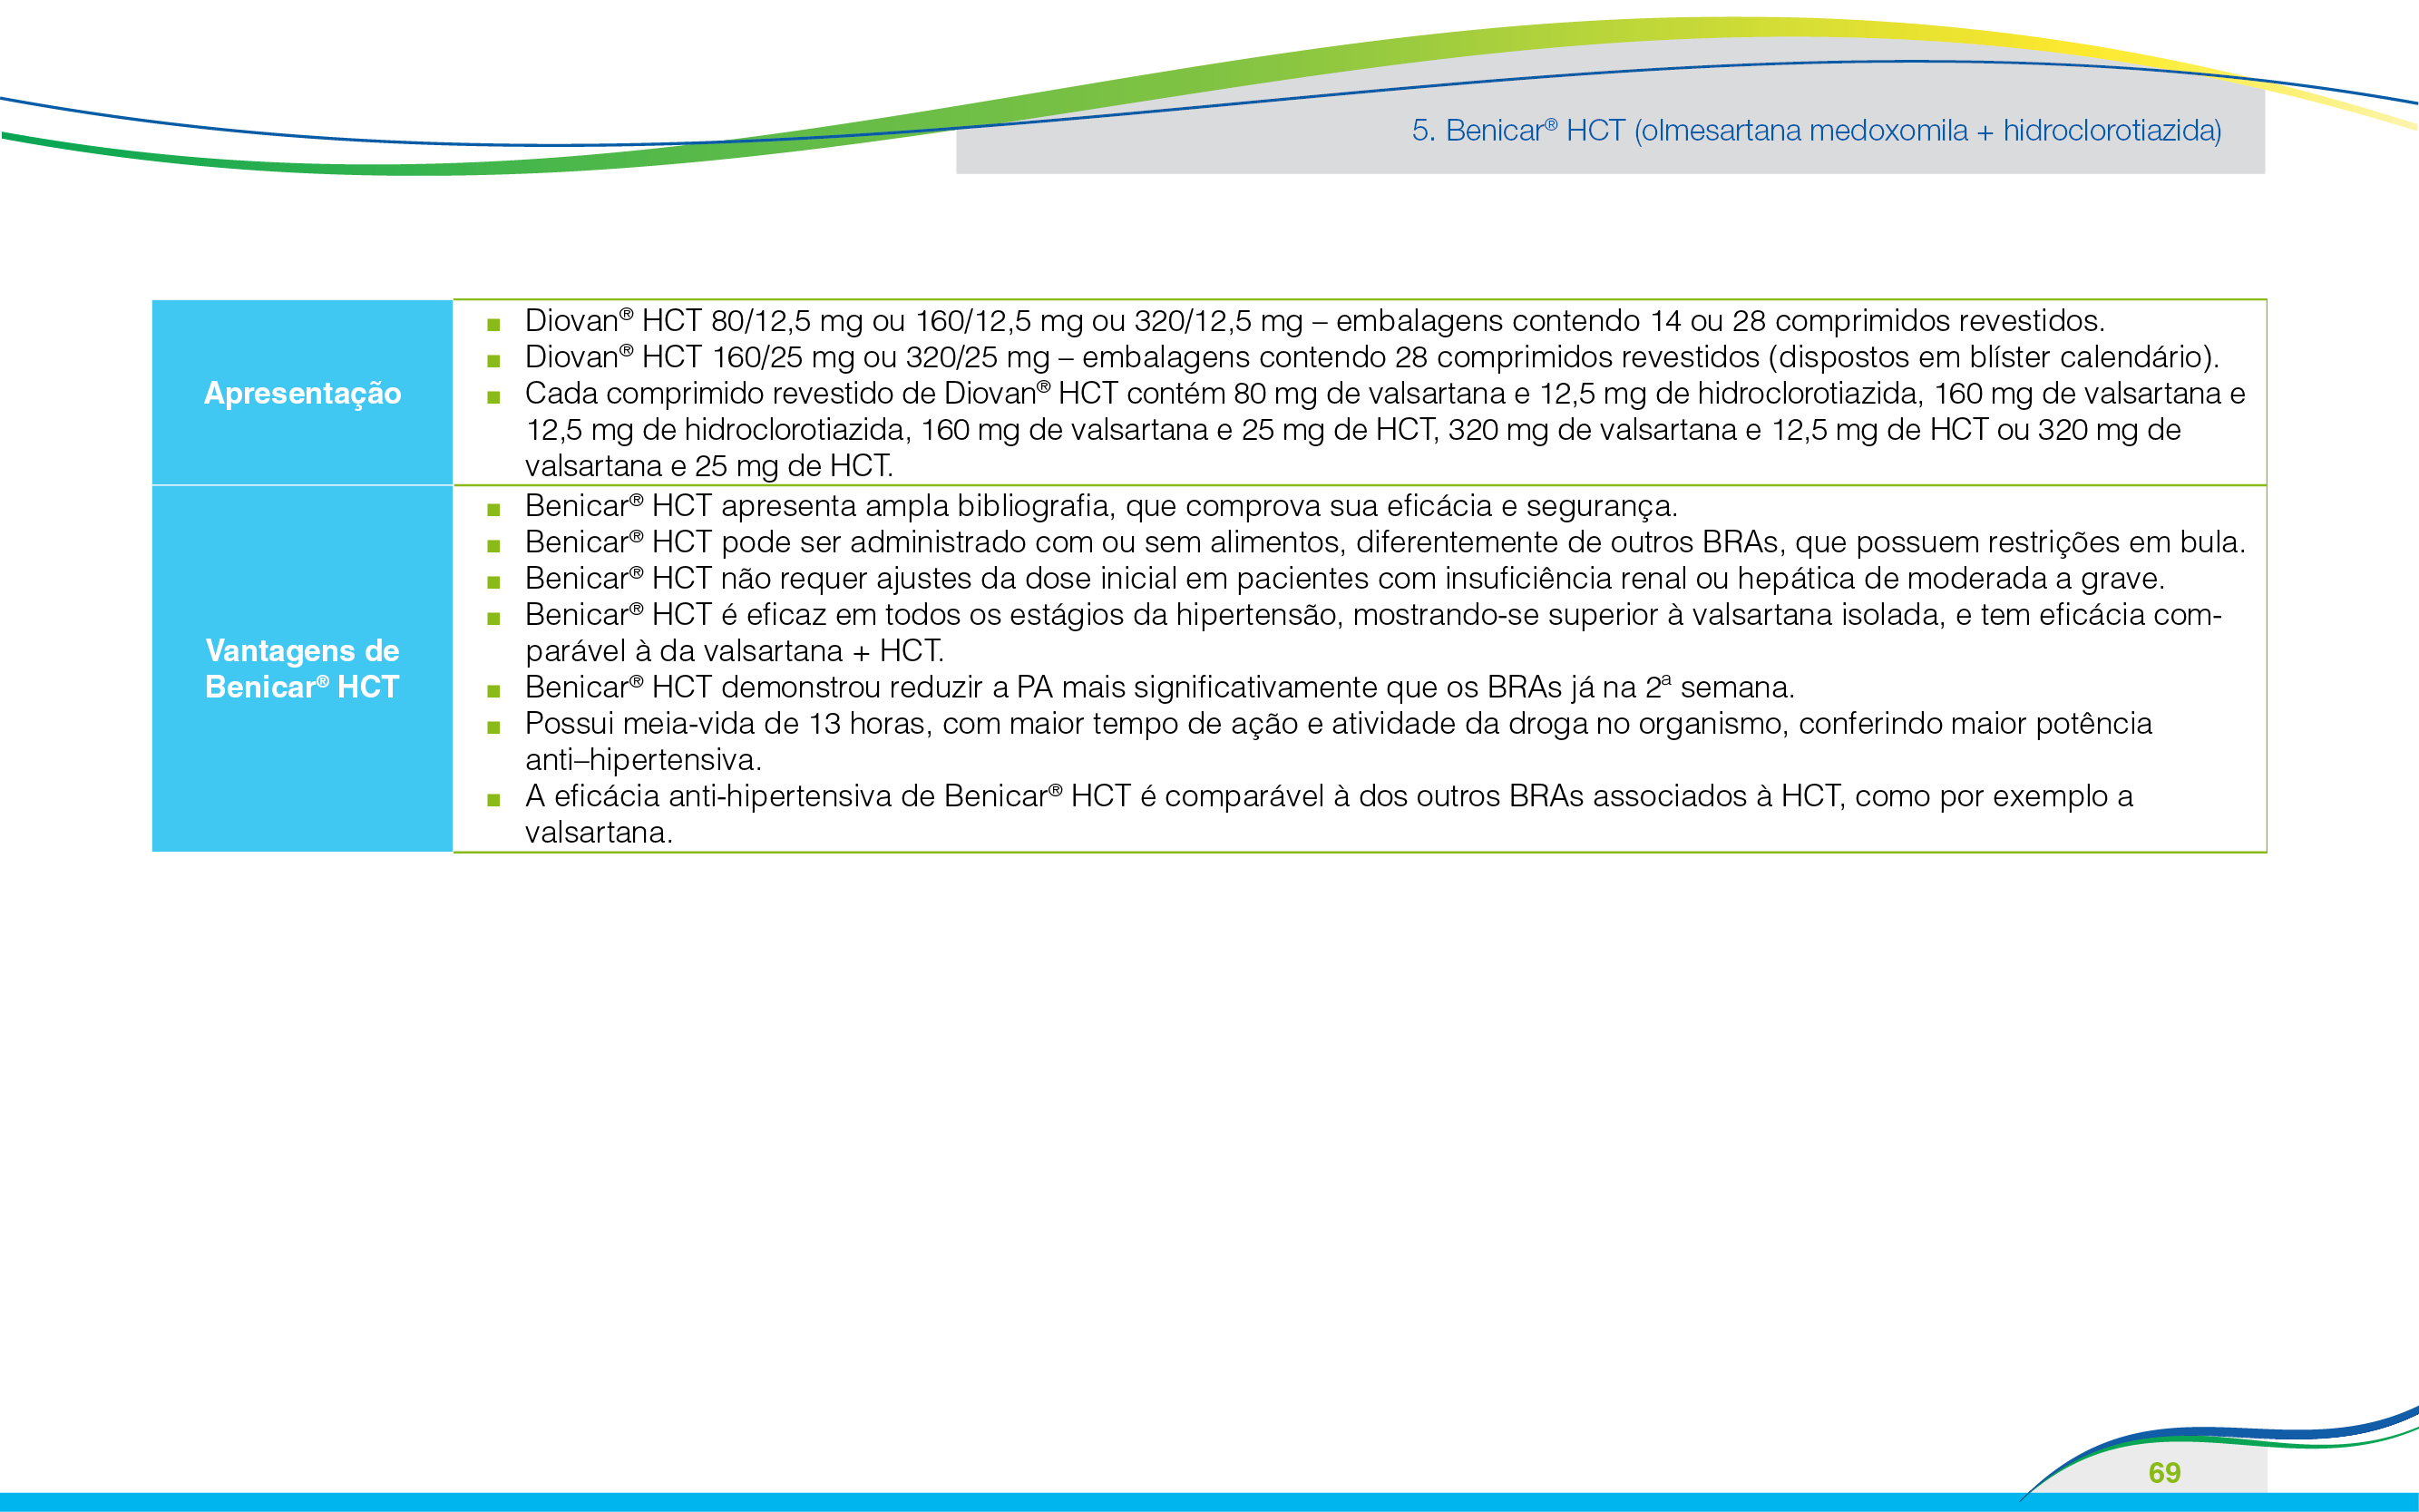 5. Benicar® HCT (olmesartana medoxomila + hidroclorotiazida)
Apresentação
■ Diovan® HCT 80/12,5 mg ou 160/12,5 mg ou 320/12,5 mg – embalagens contendo 14 ou 28 comprimidos revestidos.
■ Diovan® HCT 160/25 mg ou 320/25 mg – embalagens contendo 28 comprimidos revestidos (dispostos em blíster calendário).
■ Cada comprimido revestido de Diovan® HCT contém 80 mg de valsartana e 12,5 mg de hidroclorotiazida, 160 mg de valsartana e
12,5 mg de hidroclorotiazida, 160 mg de valsartana e 25 mg de HCT, 320 mg de valsartana e 12,5 mg de HCT ou 320 mg de
valsartana e 25 mg de HCT.
Vantagens de
Benicar® HCT
■ Benicar® HCT apresenta ampla bibliografia, que comprova sua eficácia e segurança.
■ Benicar® HCT pode ser administrado com ou sem alimentos, diferentemente de outros BRAs, que possuem restrições em bula.
■ Benicar® HCT não requer ajustes da dose inicial em pacientes com insuficiência renal ou hepática de moderada a grave.
■ Benicar® HCT é eficaz em todos os estágios da hipertensão, mostrando-se superior à valsartana isolada, e tem eficácia com-
parável à da valsartana + HCT.
■ Benicar® HCT demonstrou reduzir a PA mais significativamente que os BRAs já na 2ª semana.
■ Possui meia-vida de 13 horas, com maior tempo de ação e atividade da droga no organismo, conferindo maior potência
anti–hipertensiva.
■ A eficácia anti-hipertensiva de Benicar® HCT é comparável à dos outros BRAs associados à HCT, como por exemplo a
valsartana.
69